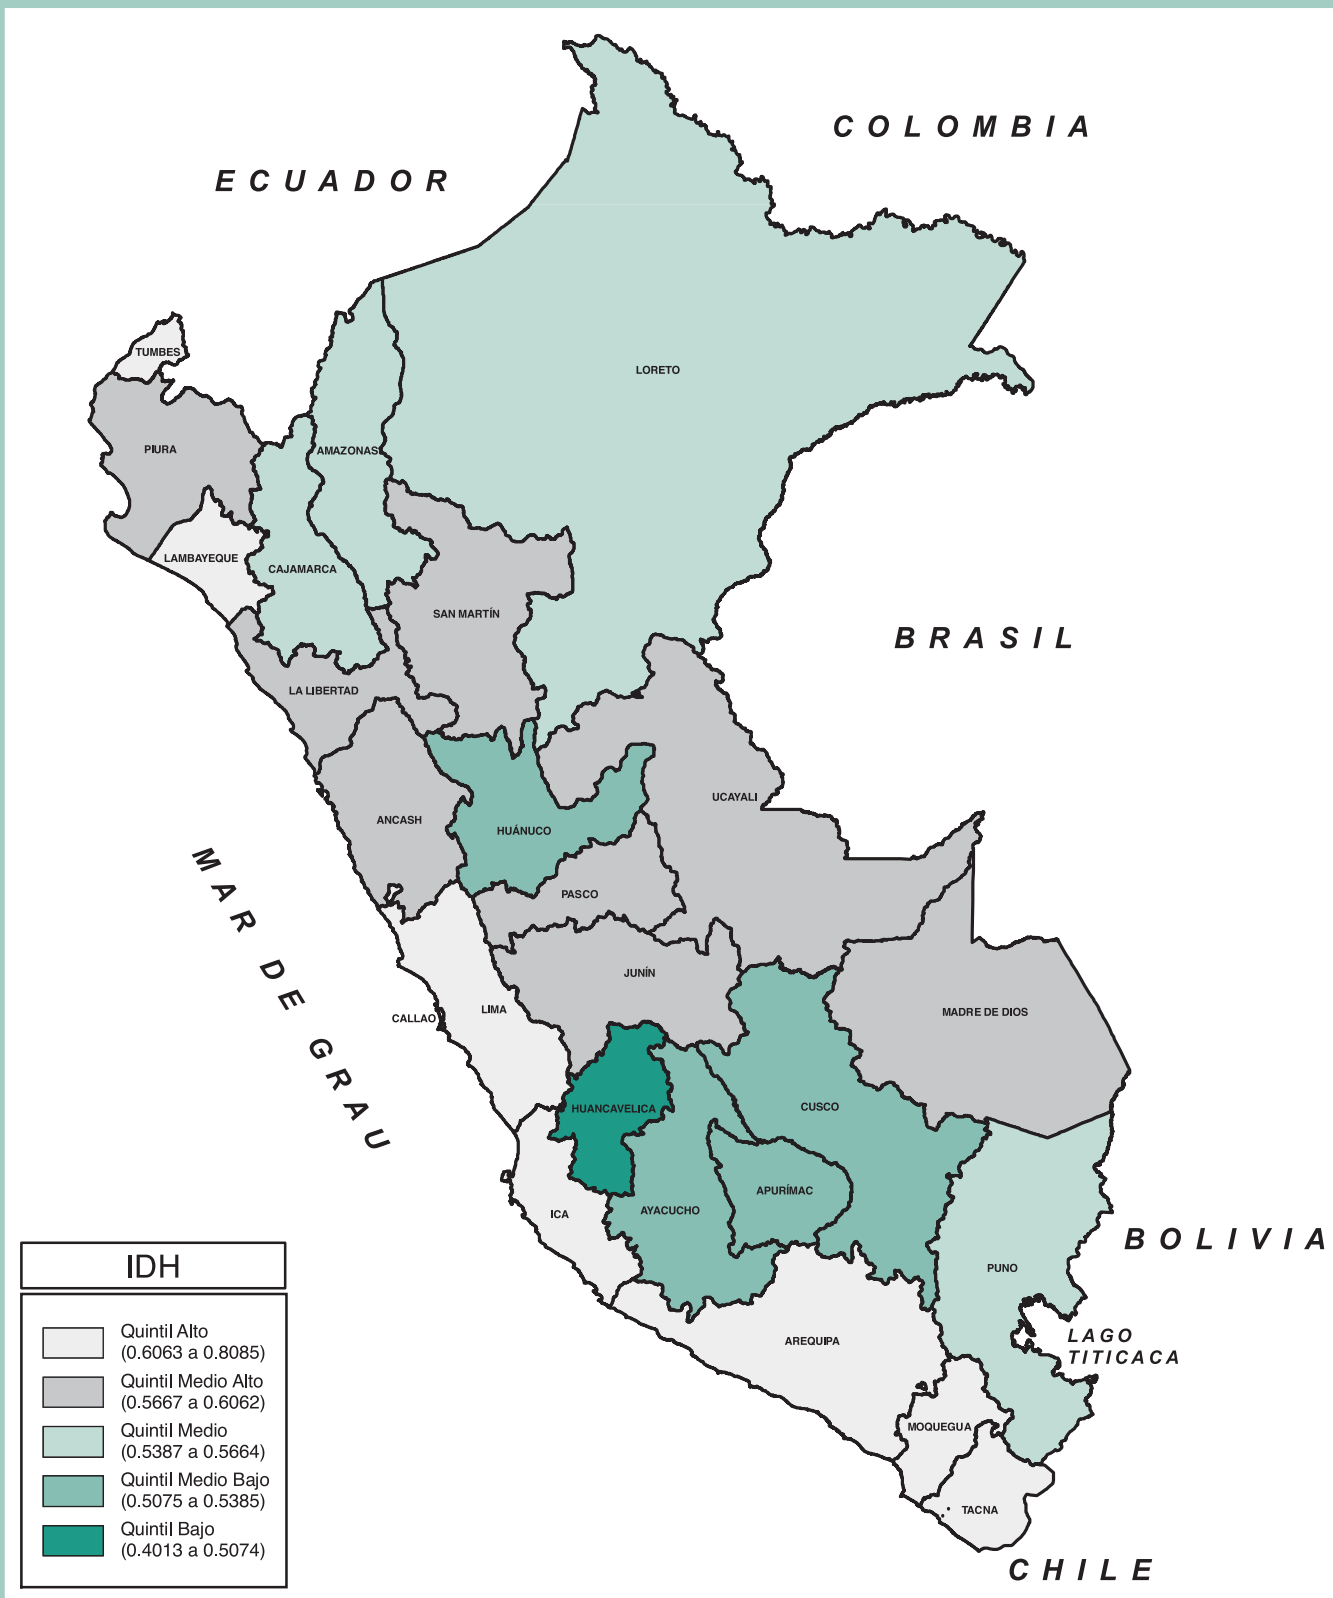 COLOMBIA
ECUADOR
TUMBES
LORETO
PIURA
AMAZONAS
LAMBAYEQUE
CAJAMARCA
SAN MARTÍN
BRASIL
LA LIBERTAD
UCAYALI
ANCASH
HUÁNUCO
MAR DE GRAU
PASCO
JUNÍN
LIMA
MADRE DE DIOS
CALLAO
HUANCAVELICA
CUSCO
APURÍMAC
AYACUCHO
ICA
BOLIVIA
PUNO
AREQUIPA
LAGO
TITICACA
MOQUEGUA
TACNA
CHILE
IDH
Quintil Alto
(0.6063 a 0.8085)
Quintil Medio Alto
(0.5667 a 0.6062)
Quintil Medio
(0.5387 a 0.5664)
Quintil Medio Bajo
(0.5075 a 0.5385)
Quintil Bajo
(0.4013 a 0.5074)